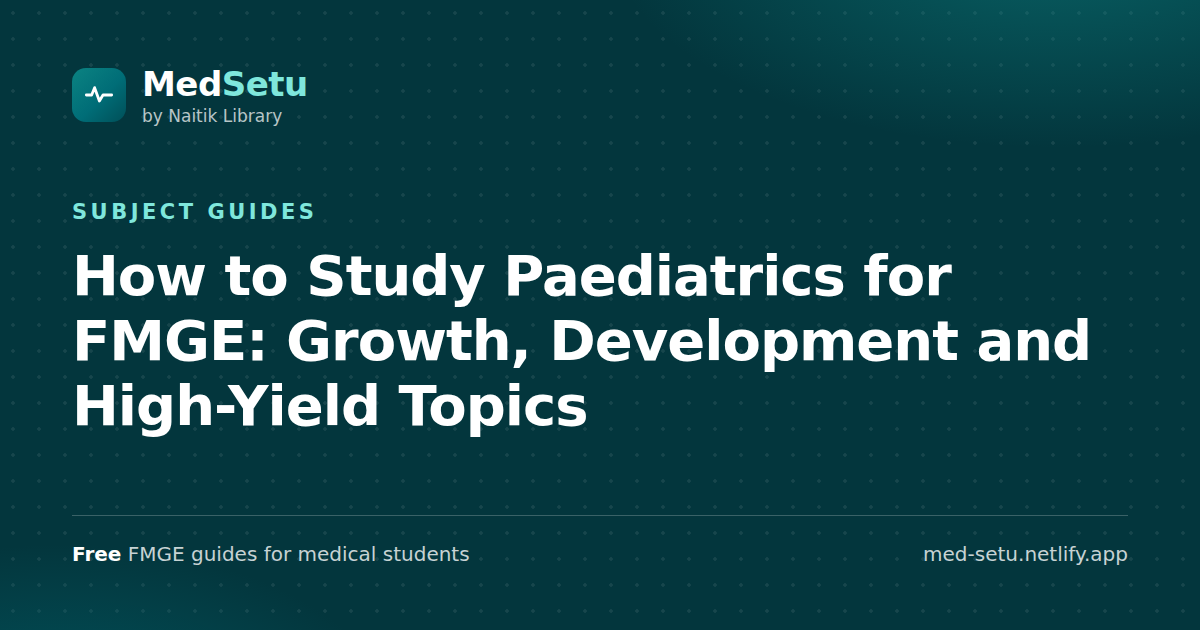 MedSetu
by Naitik Library
SUBJECT GUIDES
How to Study Paediatrics for
FMGE: Growth, Development and
High-Yield Topics
Free FMGE guides for medical students
med-setu.netlify.app